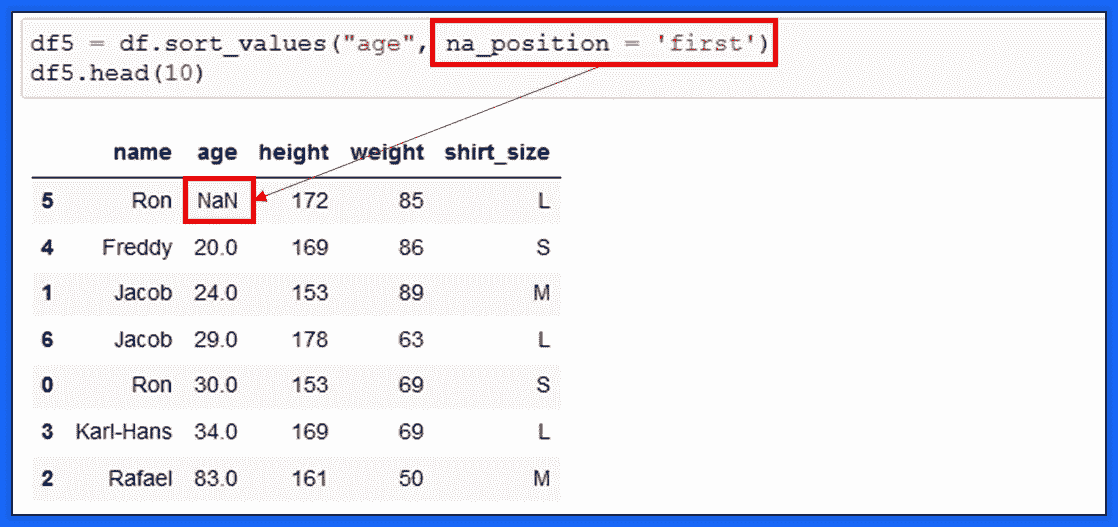 df5 = df.sort_values("age", na_position = 'first')
df5.head(10)
name age height weight shirt_size
5 Ron NaN 172 85 L
4 Freddy 20.0 169 86 S
1 Jacob 24.0 153 89 M
6 Jacob 29.0 178 63 L
0 Ron 30.0 153 69 S
3 Karl-Hans 34.0 169 69 L
2 Rafael 83.0 161 50 M